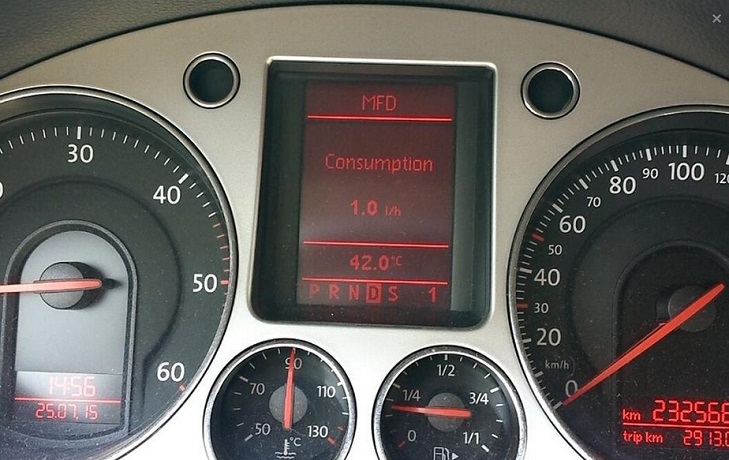 30
40
50
60
14:56
25.07.15
MFD
Consumption
1.0 l/h
42.0°C
P R N D S 1
50
70
90
110
130
°C
0
1/4
1/2
3/4
1/1
0
20
30
40
50
60
70
80
90
100
km/h
km 232568
trip km 2913.0